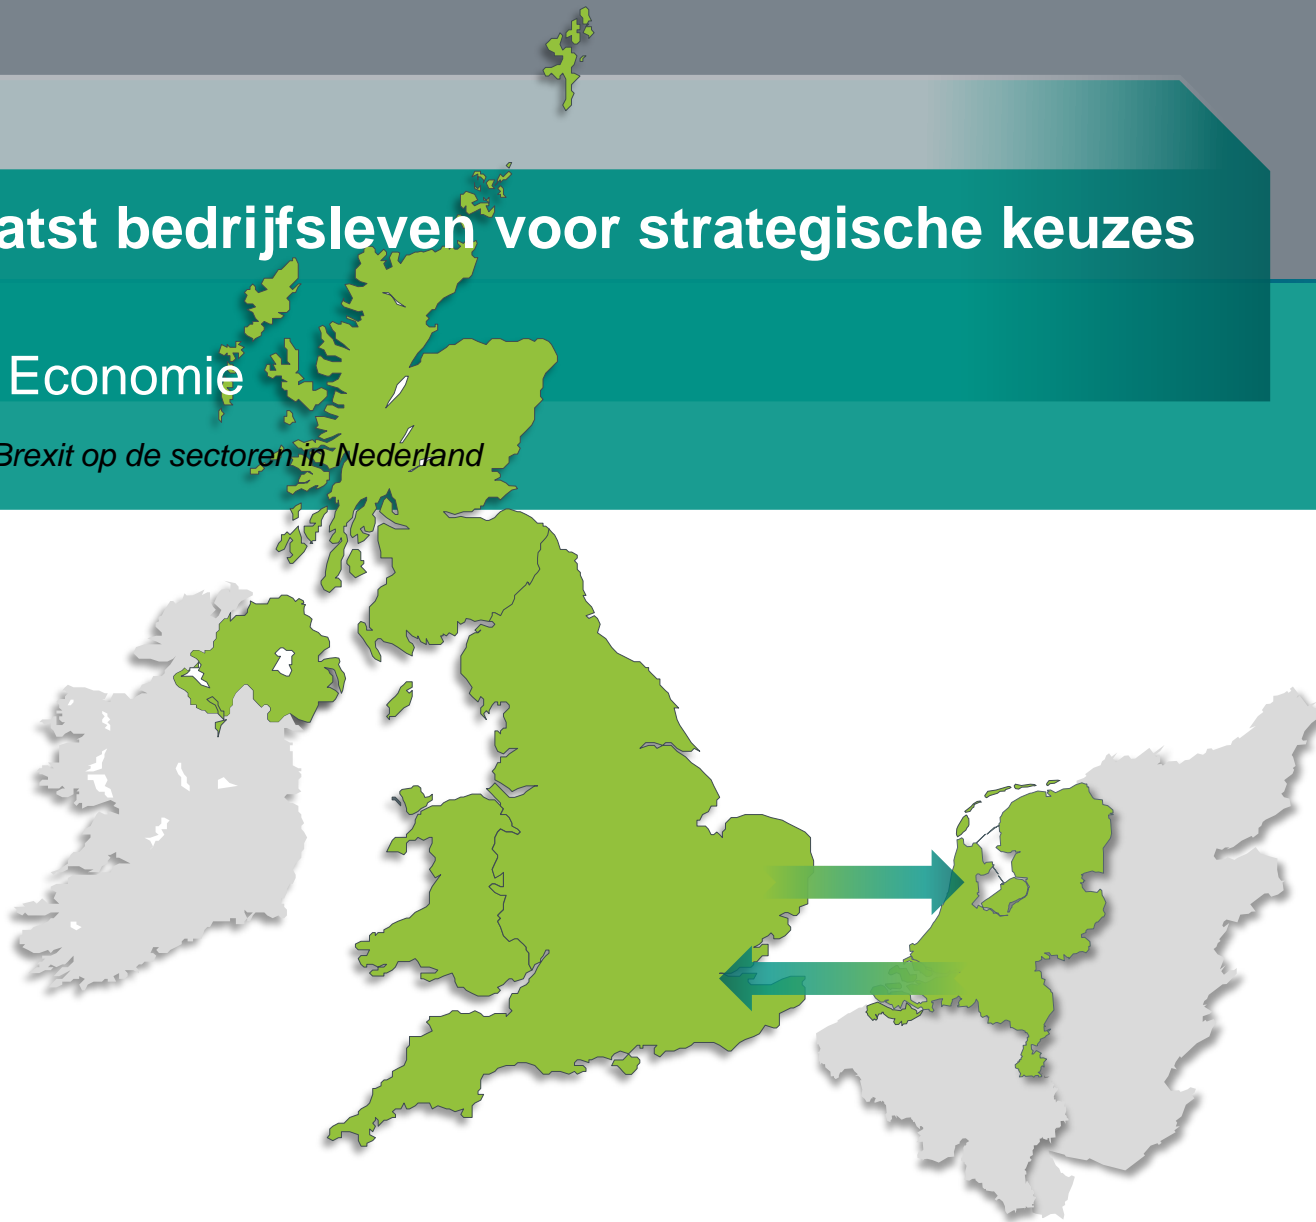 atst bedrijfsleven voor strategische keuzes
Economie
Brexit op de sectoren in Nederland